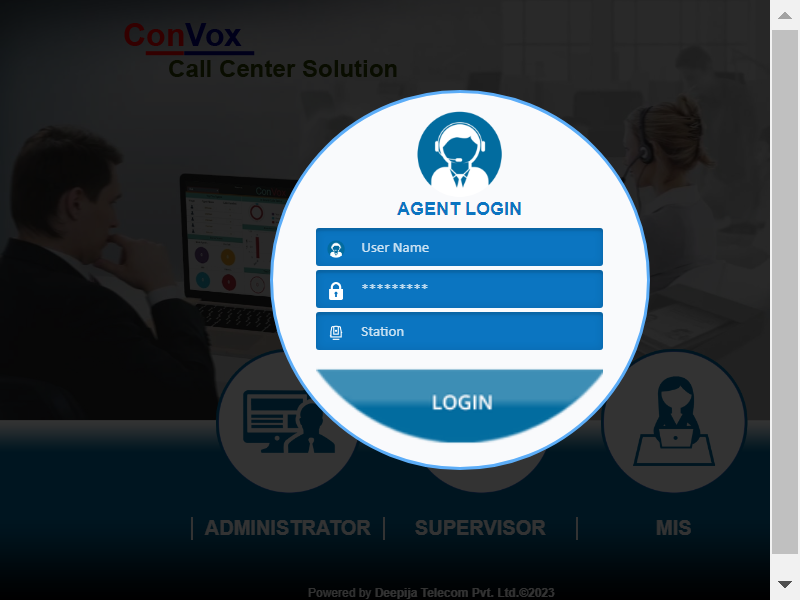 ConVox
Call Center Solution
AGENT LOGIN
User Name
*********
Station
LOGIN
ADMINISTRATOR
SUPERVISOR
MIS
Powered by Deepija Telecom Pvt. Ltd.©2023